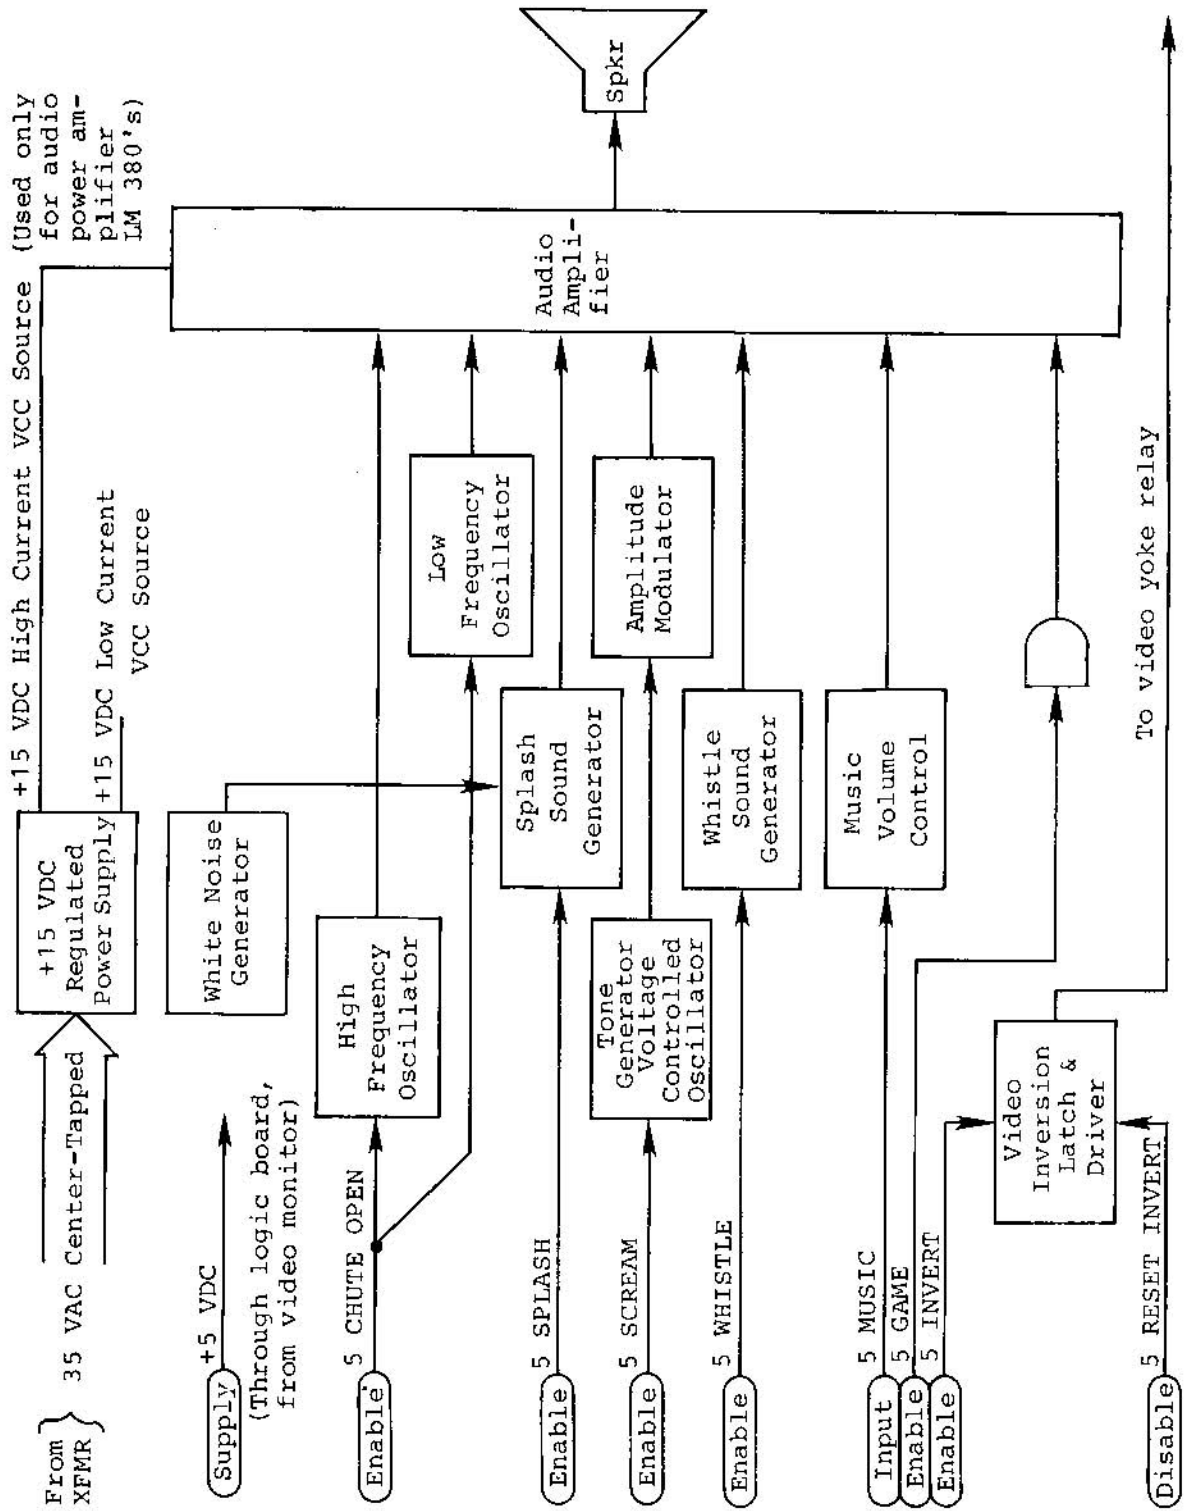 From
XFMR
35 VAC Center-Tapped
+15 VDC
Regulated
Power Supply
+15 VDC High Current VCC Source
(Used only
for audio
power am-
plifier
LM 380's)
+15 VDC Low Current
VCC Source
Supply
+5 VDC
(Through logic board,
from video monitor)
White Noise
Generator
Enable
5 CHUTE OPEN
High
Frequency
Oscillator
Low
Frequency
Oscillator
Enable
5 SPLASH
Splash
Sound
Generator
Enable
5 SCREAM
Tone
Generator
Voltage
Controlled
Oscillator
Amplitude
Modulator
Enable
5 WHISTLE
Whistle
Sound
Generator
Input
5 MUSIC
Music
Volume
Control
Enable
5 GAME
Enable
5 INVERT
Video
Inversion
Latch &
Driver
Disable
5 RESET INVERT
To video yoke relay
Audio
Ampli-
fier
Spkr